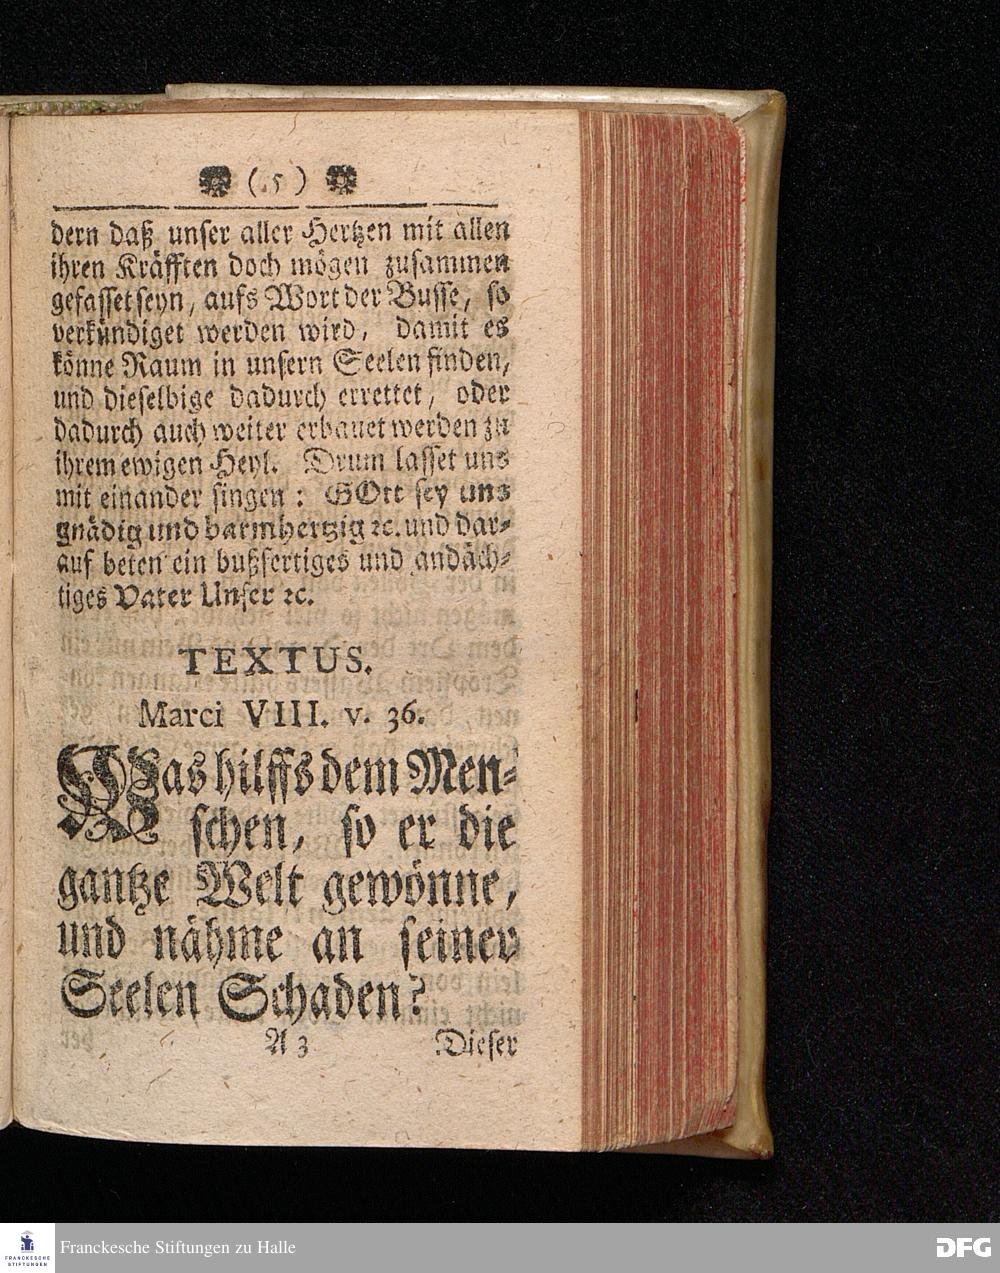 ( 5 )
dern daß unser aller Hertzen mit allen
ihren Kräfften doch mögen zusammen
gefasset seyn, aufs Wort der Busse, so
verkündiget werden wird, damit es
könne Raum in unsern Seelen finden,
und dieselbige dadurch errettet, oder
dadurch auch weiter erbauet werden zu
ihrem ewigen Heyl. Drum lasset uns
mit einander singen: GOtt sey uns
gnädig und barmhertzig ꝛc. und dar-
auf beten ein bußfertiges und andäch-
tiges Vater Unser ꝛc.
TEXTUS.
Marci VIII. v. 36.
Was hilffs dem Men-
schen, so er die
gantze Welt gewönne,
und nähme an seiner
Seelen Schaden?
A 3 Dieser
FRANCKESCHE
STIFTUNGEN
Franckesche Stiftungen zu Halle
DFG